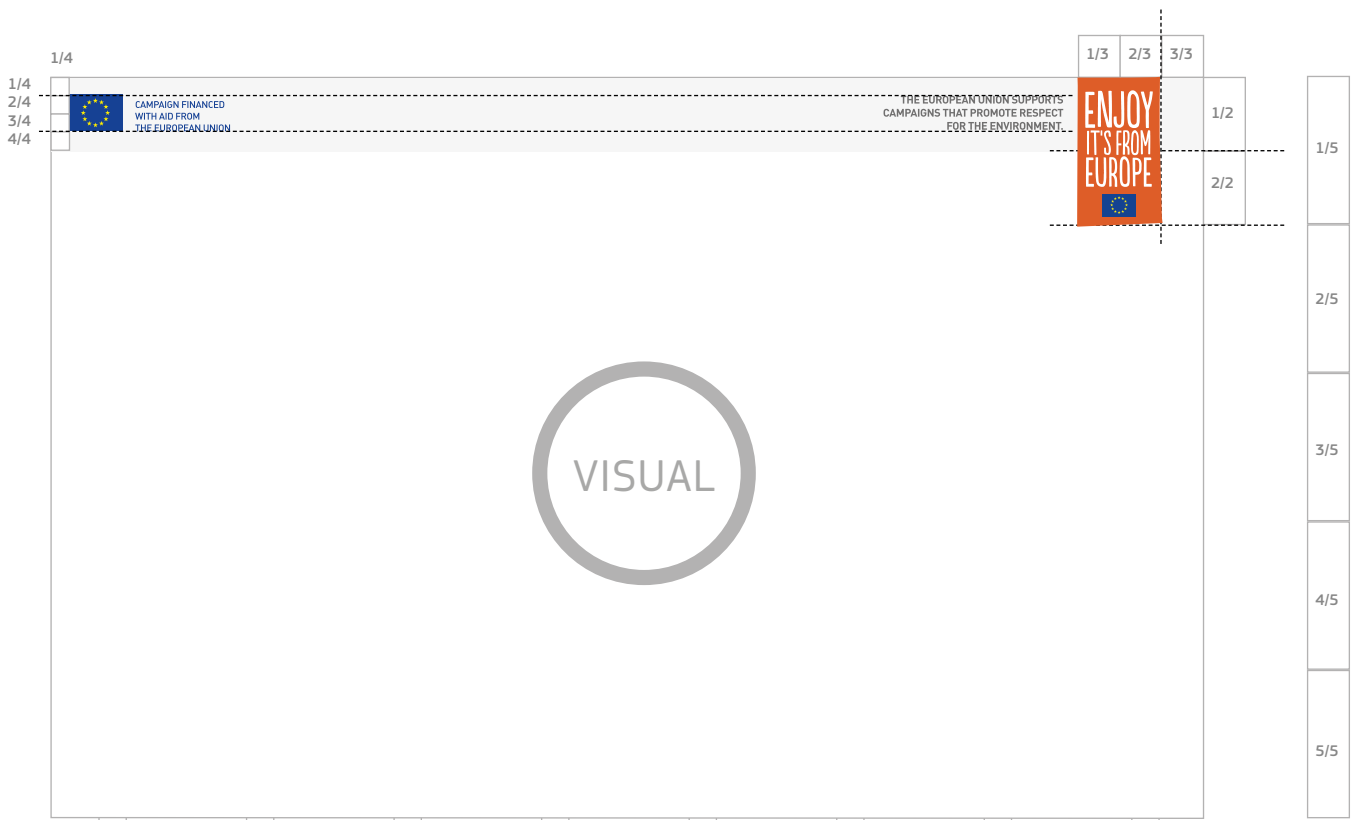 1/4
1/3 2/3 3/3
1/4
2/4
3/4
4/4
CAMPAIGN FINANCED
WITH AID FROM
THE EUROPEAN UNION
THE EUROPEAN UNION SUPPORTS
CAMPAIGNS THAT PROMOTE RESPECT
FOR THE ENVIRONMENT.
ENJOY
IT'S FROM
EUROPE
1/2
2/2
1/5
2/5
3/5
4/5
5/5
VISUAL